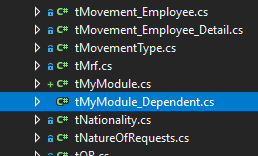 C# tMovement_Employee.cs
C# tMovement_Employee_Detail.cs
C# tMovementType.cs
C# tMrf.cs
+ C# tMyModule.cs
C# tMyModule_Dependent.cs
C# tNationality.cs
C# tNatureOfRequests.cs